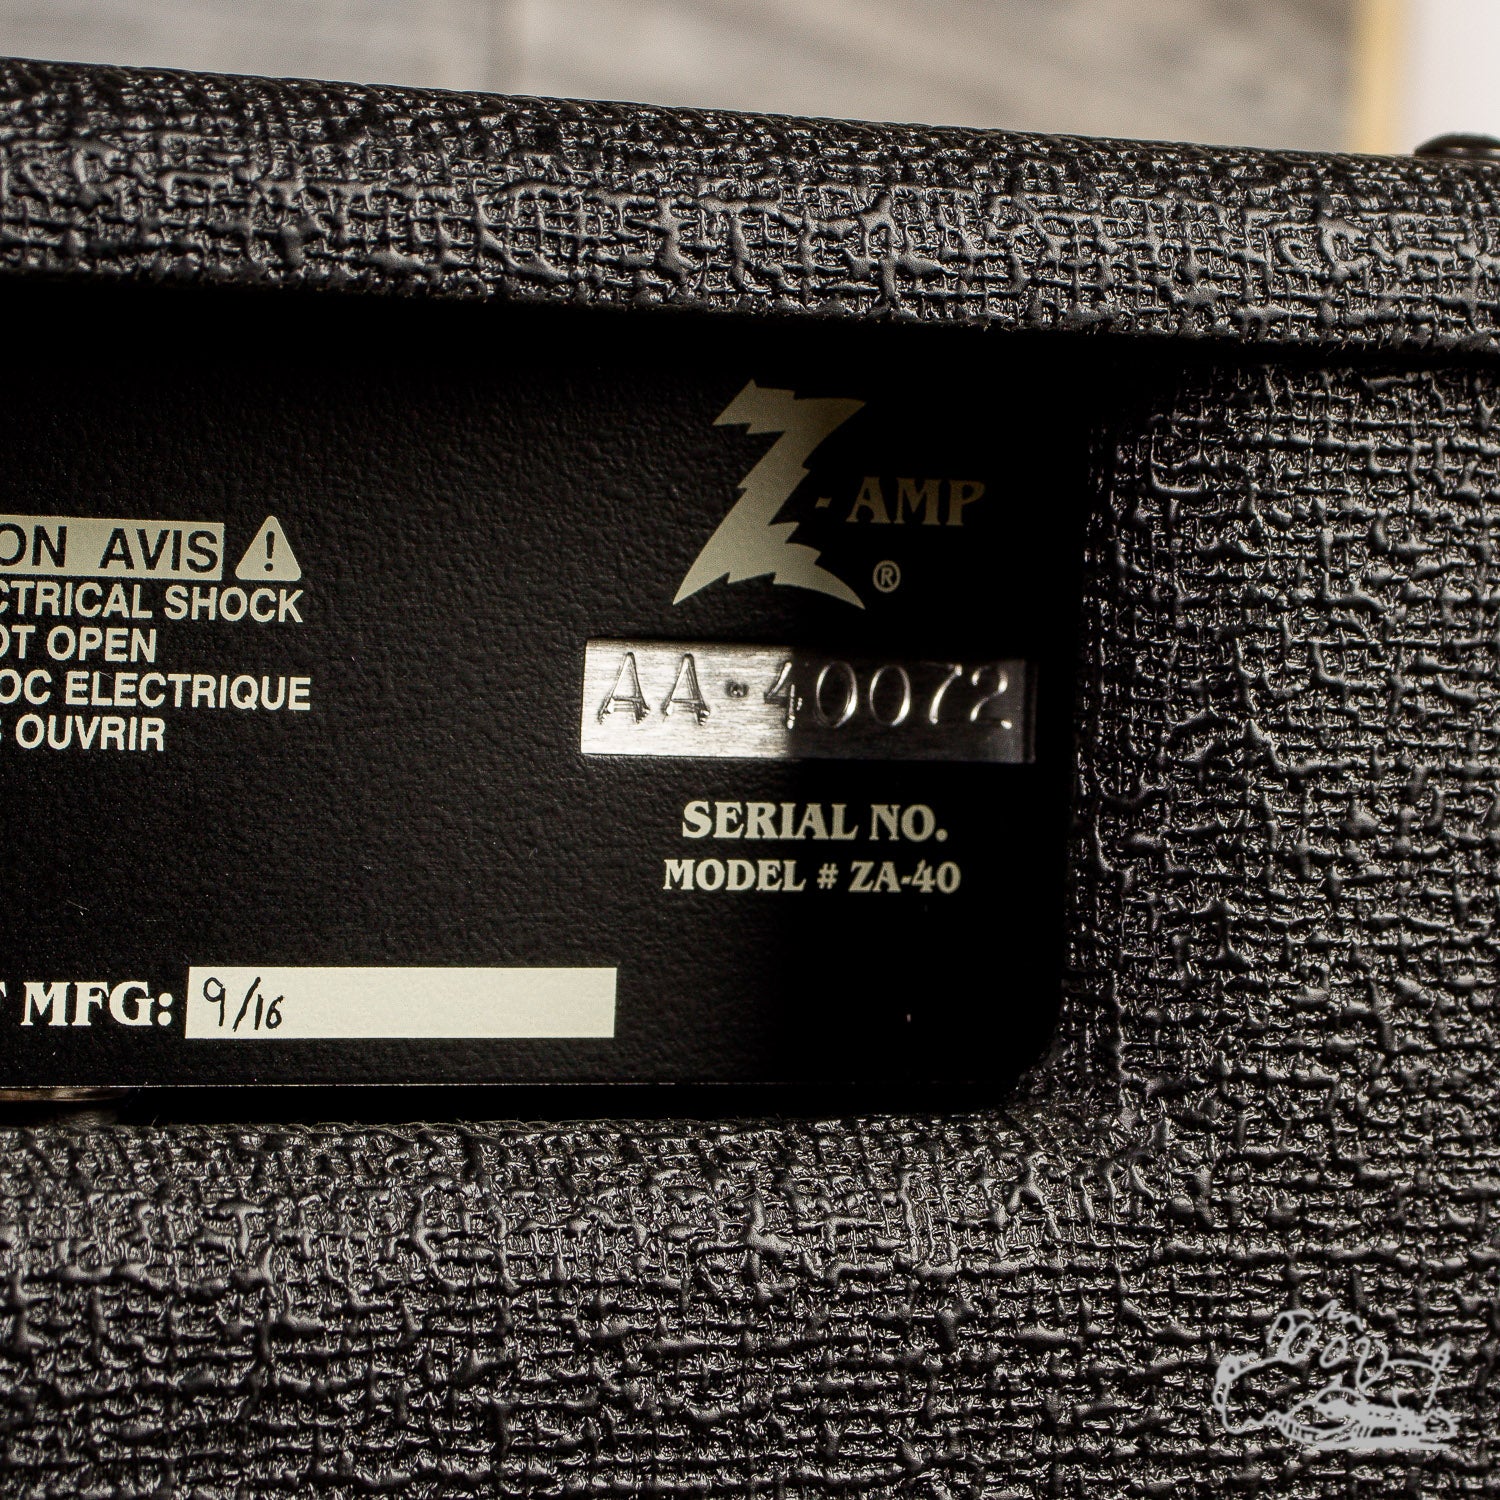 Z-AMP
®
ON AVIS !
CTRICAL SHOCK
OT OPEN
OC ELECTRIQUE
OUVRIR
AA-40072
SERIAL NO.
MODEL # ZA-40
MFG: 9/16